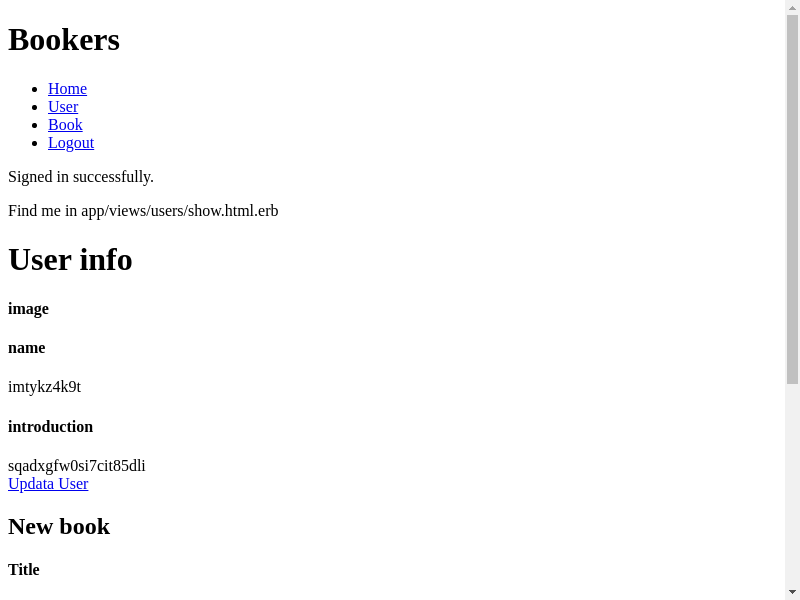 Bookers
Home
User
Book
Logout
Signed in successfully.
Find me in app/views/users/show.html.erb
User info
image
name
imtykz4k9t
introduction
sqadxgfw0si7cit85dli
Updata User
New book
Title